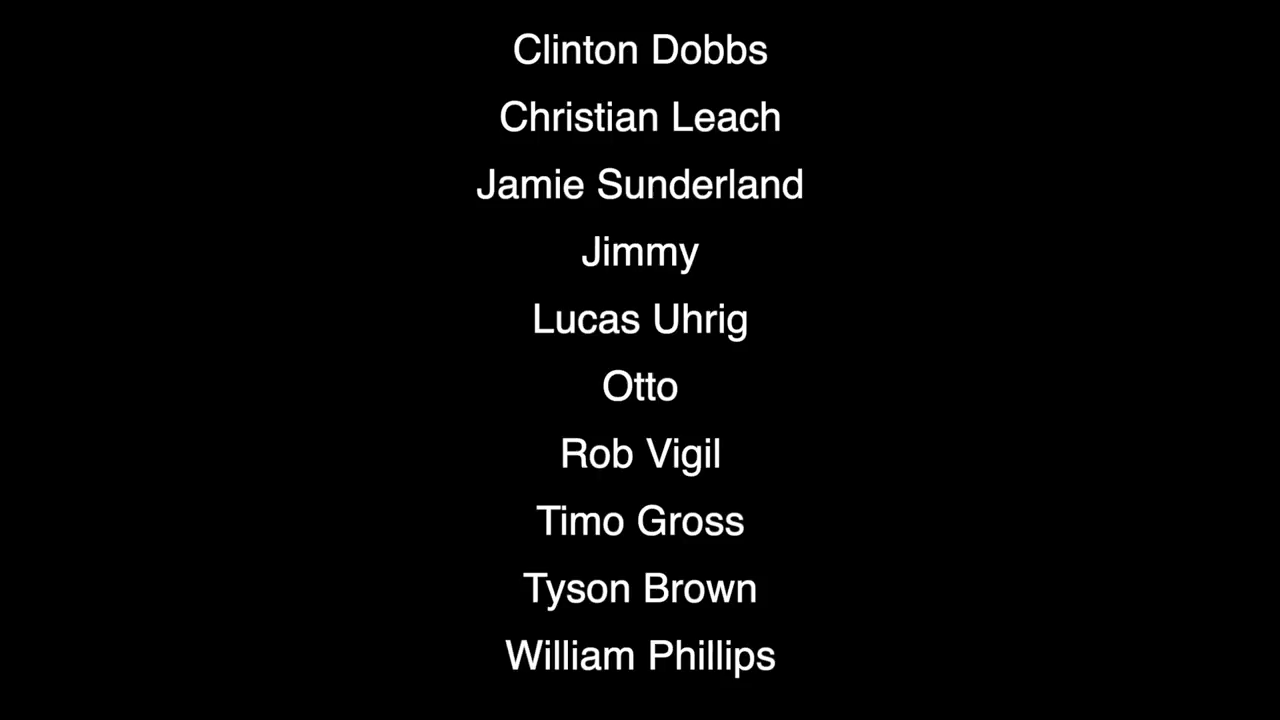 Clinton Dobbs
Christian Leach
Jamie Sunderland
Jimmy
Lucas Uhrig
Otto
Rob Vigil
Timo Gross
Tyson Brown
William Phillips